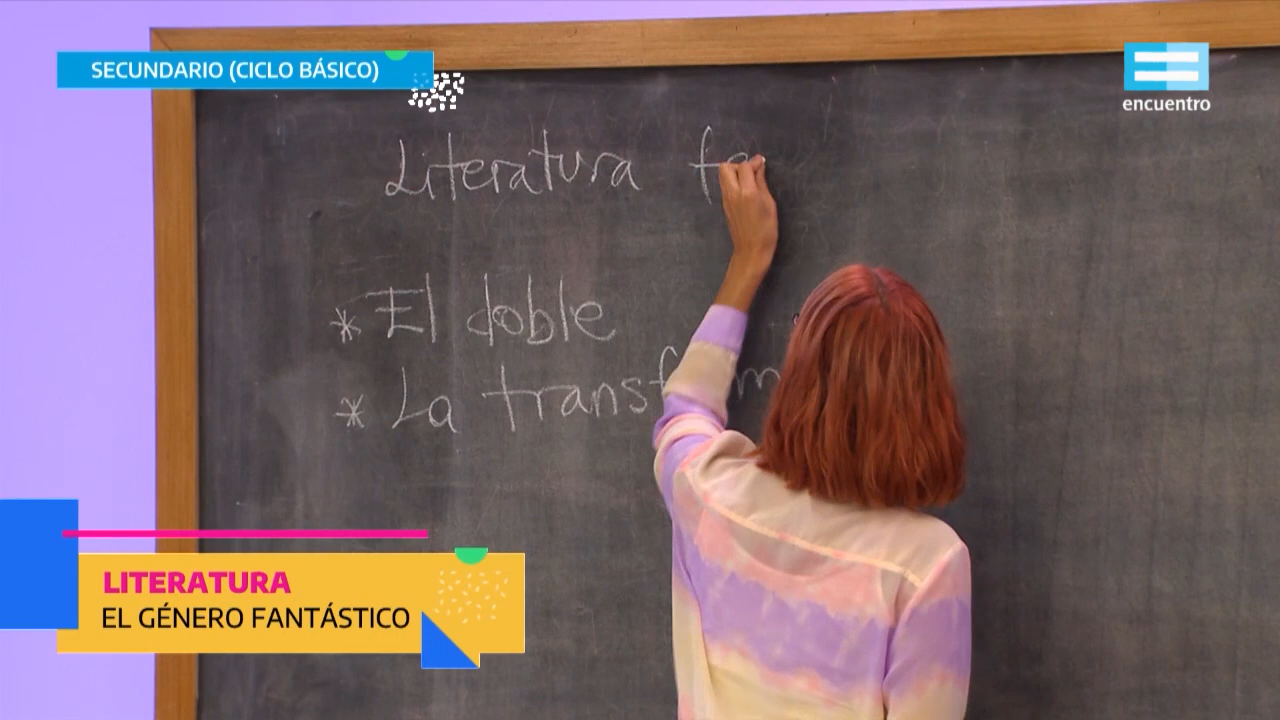 SECUNDARIO (CICLO BÁSICO)
encuentro
Literatura fa
* El doble
* La transf
LITERATURA
EL GÉNERO FANTÁSTICO